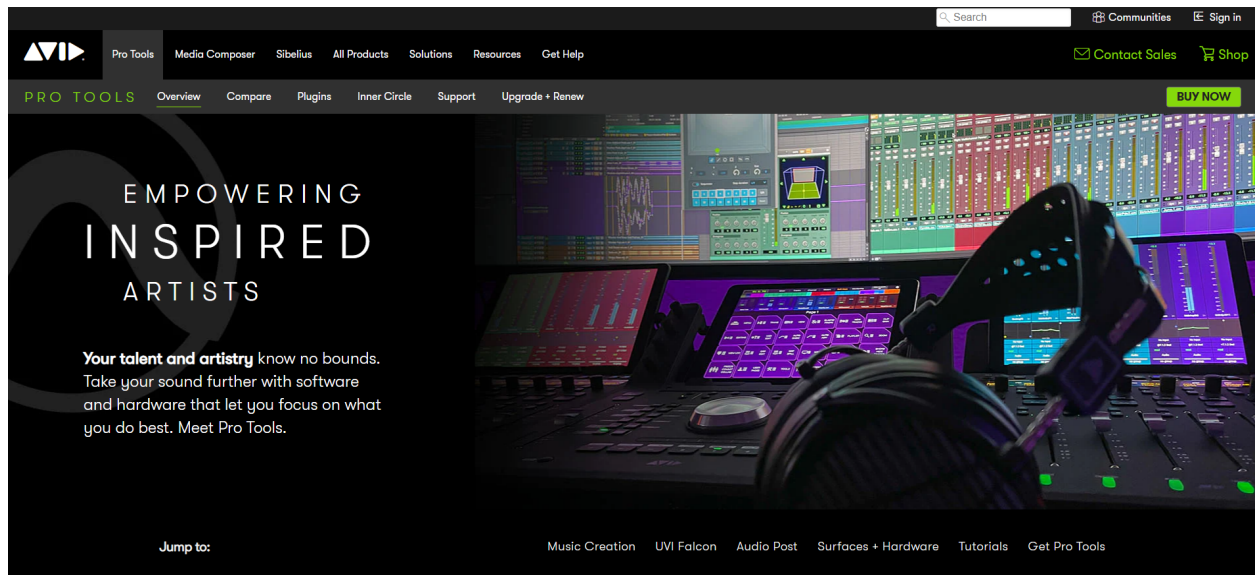 Search
Communities
Sign in
AVID
Pro Tools
Media Composer
Sibelius
All Products
Solutions
Resources
Get Help
Contact Sales
Shop
PRO TOOLS
Overview
Compare
Plugins
Inner Circle
Support
Upgrade + Renew
BUY NOW
EMPOWERING
INSPIRED
ARTISTS
Your talent and artistry know no bounds.
Take your sound further with software
and hardware that let you focus on what
you do best. Meet Pro Tools.
Page 1
Jump to:
Music Creation
UVI Falcon
Audio Post
Surfaces + Hardware
Tutorials
Get Pro Tools